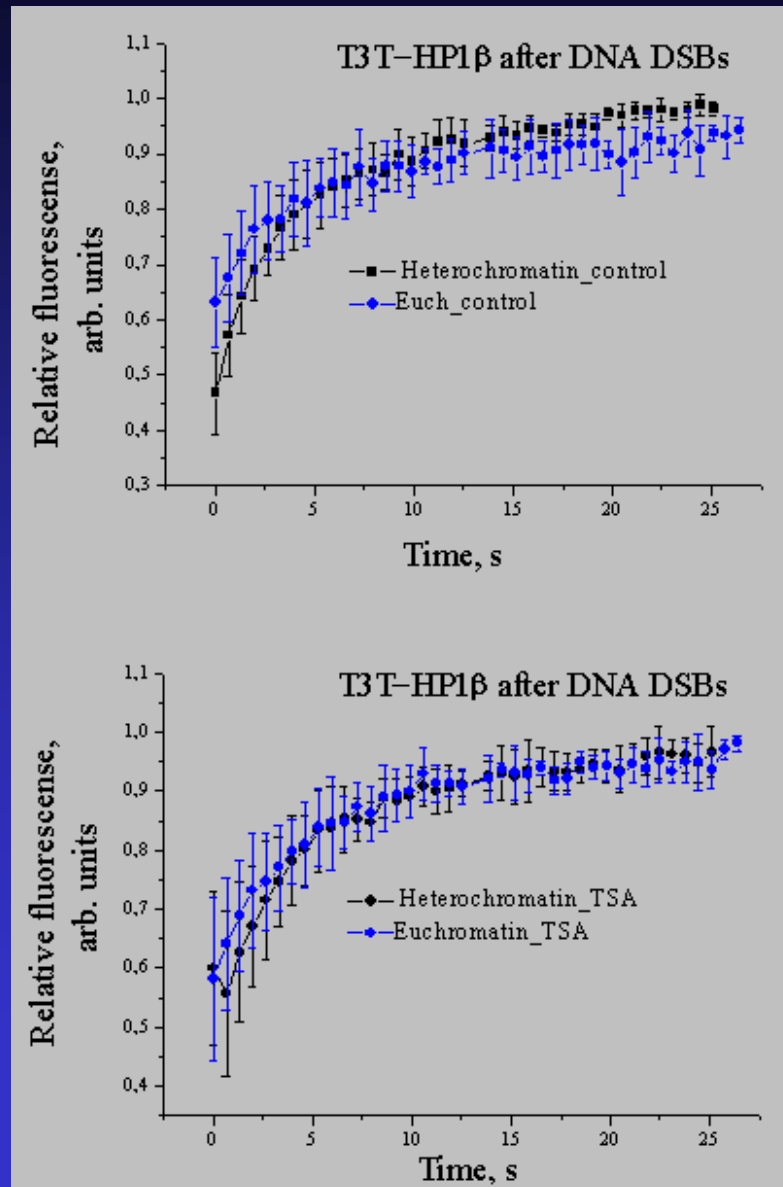 T3T−HP1β after DNA DSBs
Relative fluorescense,
arb. units
1,1
1,0
0,9
0,8
0,7
0,6
0,5
0,4
0,3
Heterochromatin_control
Euch_control
0 5 10 15 20 25
Time, s
T3T−HP1β after DNA DSBs
Relative fluorescense,
arb. units
1,1
1,0
0,9
0,8
0,7
0,6
0,5
0,4
Heterochromatin_TSA
Euchromatin_TSA
0 5 10 15 20 25
Time, s